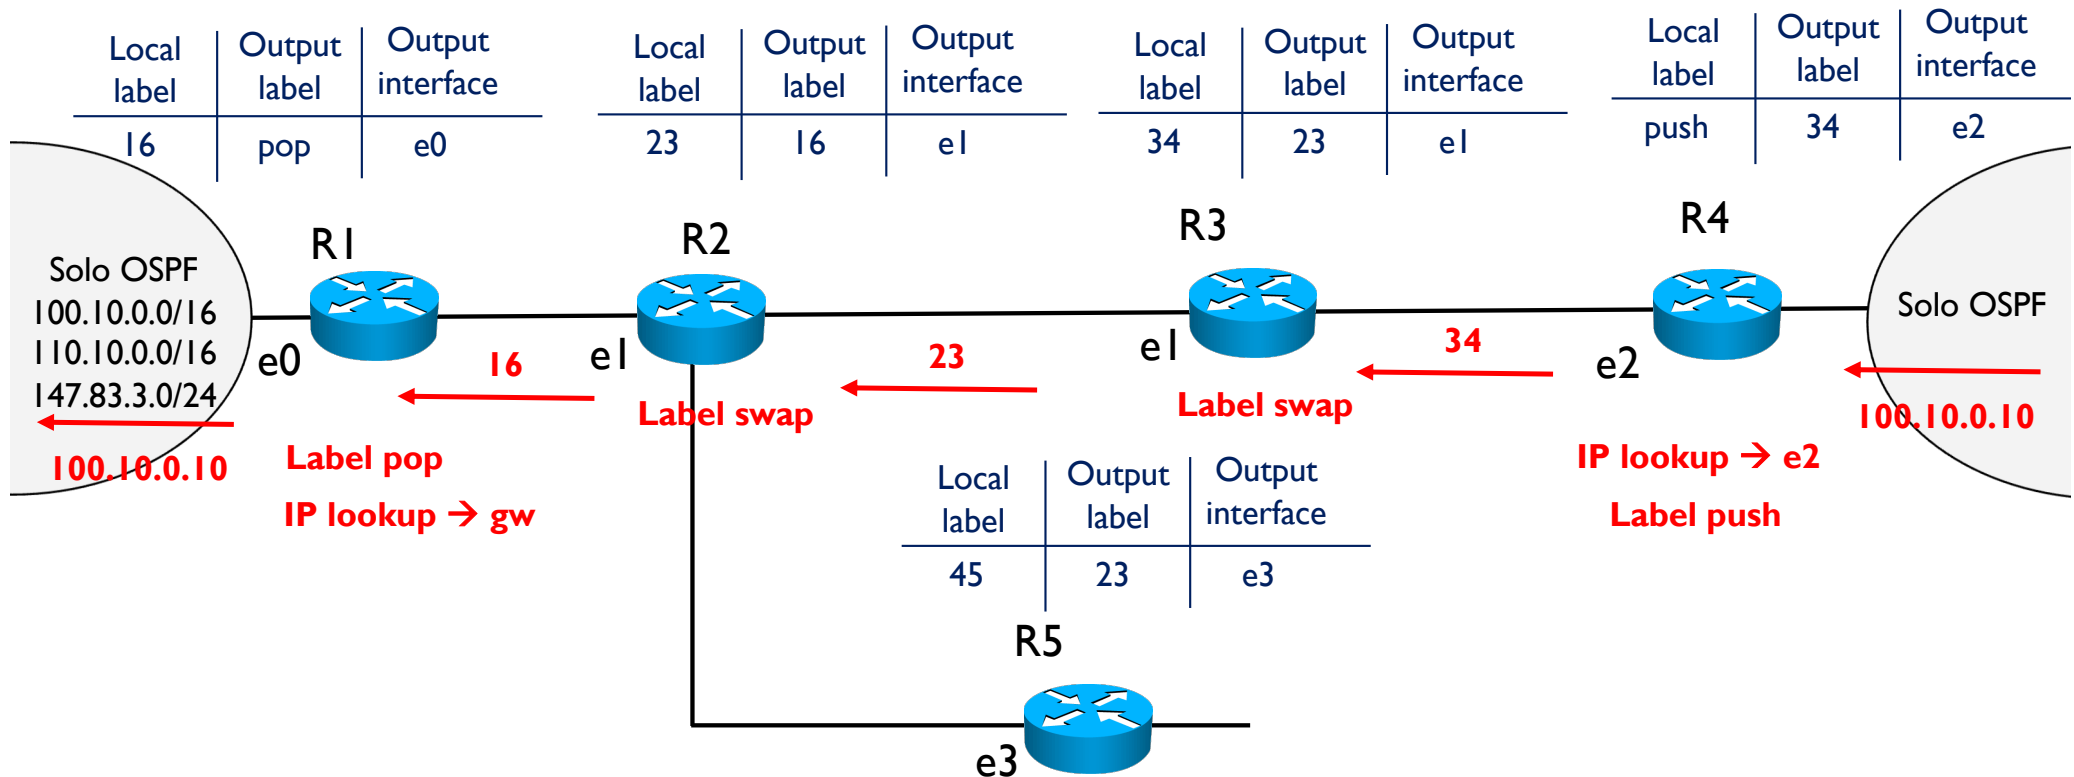 Local label | Output label | Output interface
16 | pop | e0
Local label | Output label | Output interface
23 | 16 | e1
Local label | Output label | Output interface
34 | 23 | e1
Local label | Output label | Output interface
push | 34 | e2
R1
R2
R3
R4
Solo OSPF
100.10.0.0/16
110.10.0.0/16
147.83.3.0/24
100.10.0.10
e0
16
e1
23
e1
34
e2
Solo OSPF
100.10.0.10
Label pop
IP lookup → gw
Label swap
Label swap
IP lookup → e2
Label push
Local label | Output label | Output interface
45 | 23 | e3
R5
e3